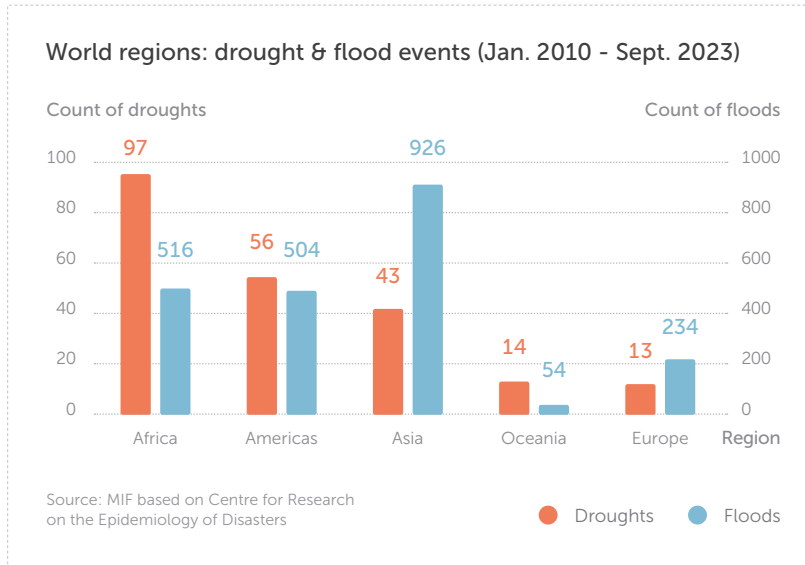 World regions: drought & flood events (Jan. 2010 - Sept. 2023)
Count of droughts
Count of floods
100
80
60
40
20
0
97
516
56
504
43
926
14
54
13
234
1000
800
600
400
200
0
Africa
Americas
Asia
Oceania
Europe
Region
Source: MIF based on Centre for Research
on the Epidemiology of Disasters
Droughts
Floods